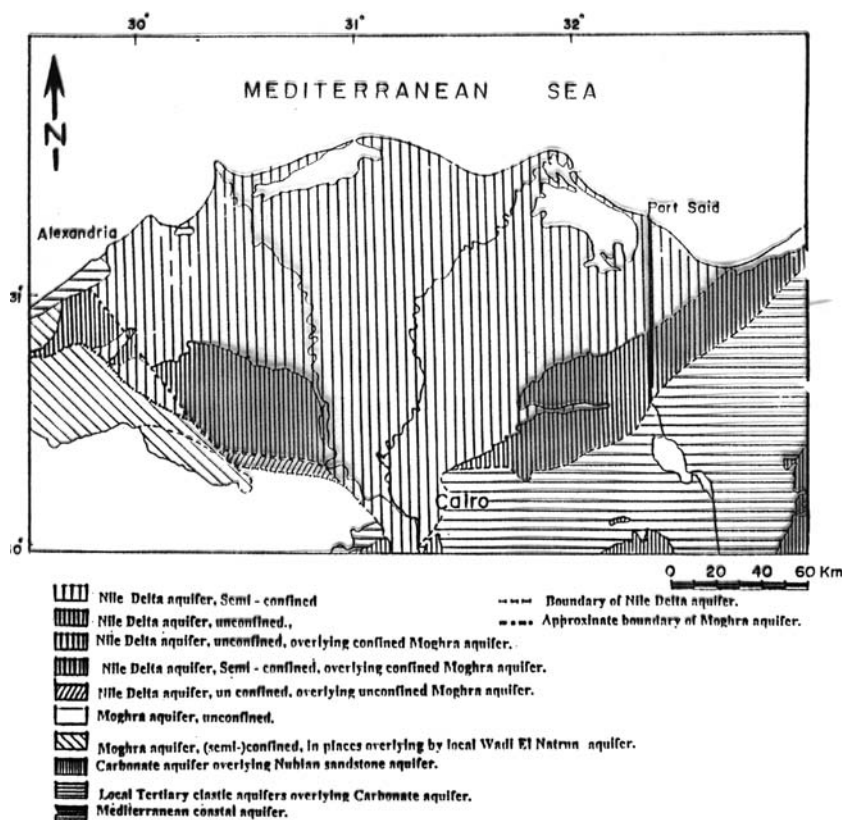 30° 31° 32°
MEDITERRANEAN SEA
N
Port Said
Alexandria
31°
Cairo
0 20 40 60 Km
Nile Delta aquifer, Semi - confined
Nile Delta aquifer, unconfined.,
Nile Delta aquifer, unconfined, overlying confined Moghra aquifer.
Nile Delta aquifer, Semi - confined, overlying confined Moghra aquifer.
Nile Delta aquifer, un confined, overlying unconfined Moghra aquifer.
Moghra aquifer, unconfined.
Moghra aquifer, (semi-)confined, in places overlying by local Wadi El Natrun aquifer.
Carbonate aquifer overlying Nubian sandstone aquifer.
Local Tertiary clastic aquifers overlying Carbonate aquifer.
Mediterranean coastal aquifer.
Boundary of Nile Delta aquifer.
Approximate boundary of Moghra aquifer.